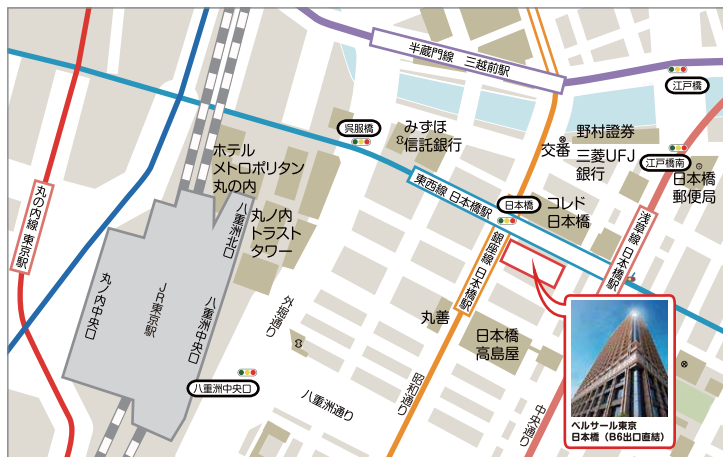 半蔵門線 三越前駅
江戸橋
呉服橋
みずほ
信託銀行
野村證券
交番
三菱UFJ
銀行
江戸橋南
日本橋
郵便局
ホテル
メトロポリタン
丸の内
東西線 日本橋駅
日本橋
コレド
日本橋
丸の内線 東京駅
八重洲北口
丸ノ内
トラスト
タワー
浅草線 日本橋駅
銀座線 日本橋駅
丸ノ内中央口
JR東京駅
八重洲中央口
外堀通り
丸善
日本橋
高島屋
八重洲中央口
八重洲通り
昭和通り
中央通り
ベルサール東京
日本橋（B6出口直結）